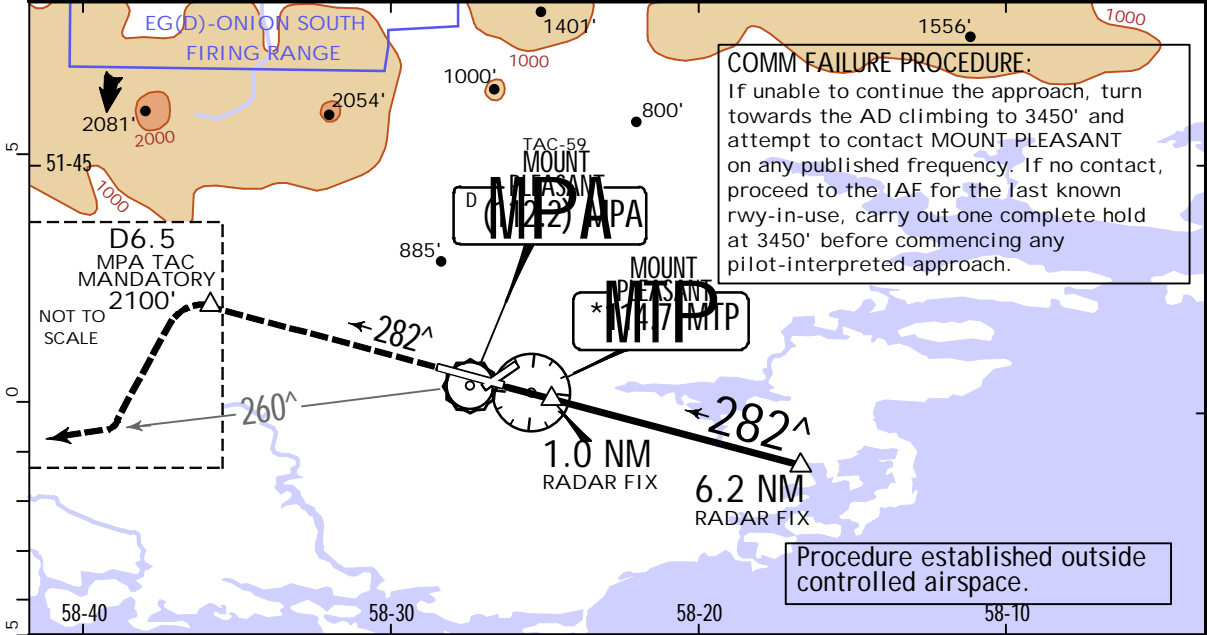 EG(D)-ONION SOUTH
FIRING RANGE
1401'
1000
1556'
1000
1000'
2054'
2081'
2000
800'
COMM FAILURE PROCEDURE:
If unable to continue the approach, turn
towards the AD climbing to 3450' and
attempt to contact MOUNT PLEASANT
on any published frequency. If no contact,
proceed to the IAF for the last known
rwy-in-use, carry out one complete hold
at 3450' before commencing any
pilot-interpreted approach.
5
51-45
1000
TAC-59
MOUNT
PLEASANT
D
MPA
MPA
885'
D6.5
MPA TAC
MANDATORY
2100'
NOT TO
SCALE
MOUNT
PLEASANT
MTP
MTP
282^
260^
0
282^
1.0 NM
RADAR FIX
6.2 NM
RADAR FIX
Procedure established outside
controlled airspace.
5
58-40
58-30
58-20
58-10